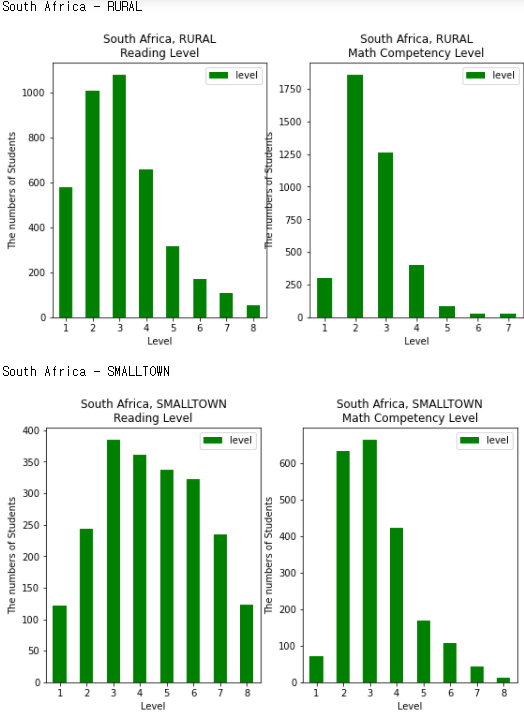 South Africa - RURAL
South Africa, RURAL
Reading Level
level
1000
800
600
400
200
0
The numbers of Students
1 2 3 4 5 6 7 8
Level
South Africa, RURAL
Math Competency Level
level
1750
1500
1250
1000
750
500
250
0
The numbers of Students
1 2 3 4 5 6 7
Level
South Africa - SMALLTOWN
South Africa, SMALLTOWN
Reading Level
level
400
350
300
250
200
150
100
50
0
The numbers of Students
1 2 3 4 5 6 7 8
Level
South Africa, SMALLTOWN
Math Competency Level
level
600
500
400
300
200
100
0
The numbers of Students
1 2 3 4 5 6 7 8
Level